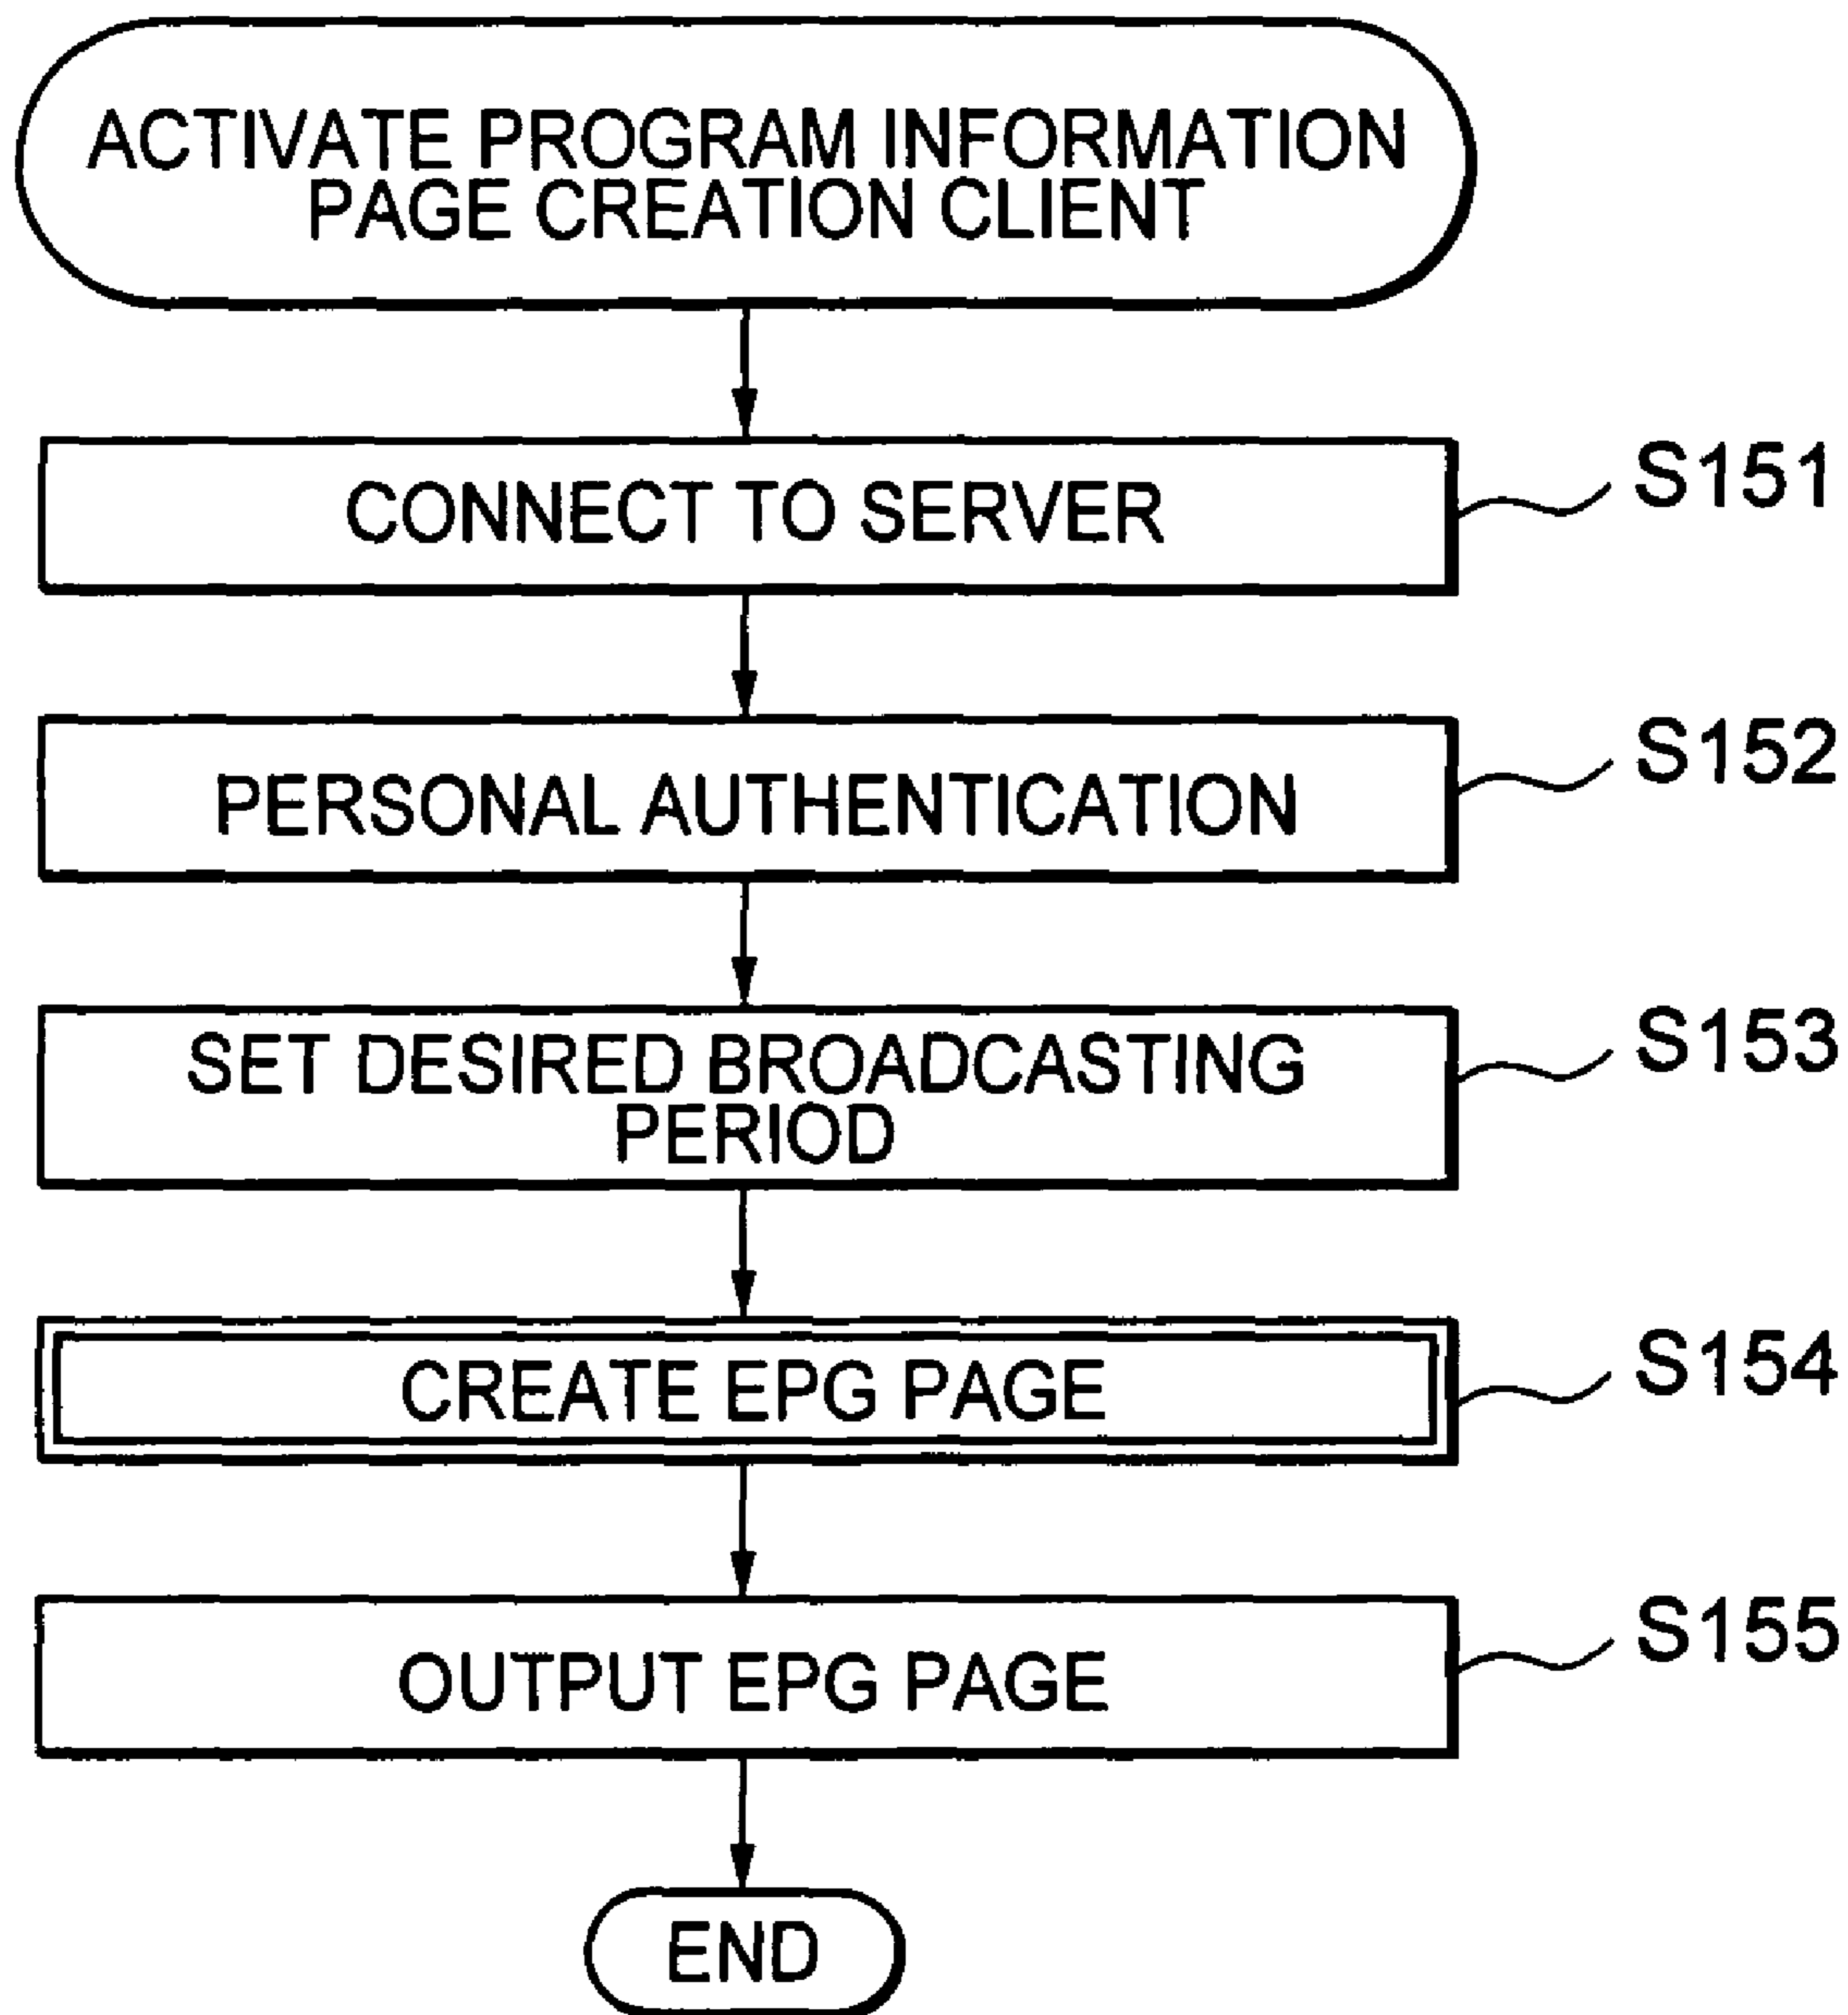 ACTIVATE PROGRAM INFORMATION
PAGE CREATION CLIENT
CONNECT TO SERVER
S151
PERSONAL AUTHENTICATION
S152
SET DESIRED BROADCASTING
PERIOD
S153
CREATE EPG PAGE
S154
OUTPUT EPG PAGE
S155
END